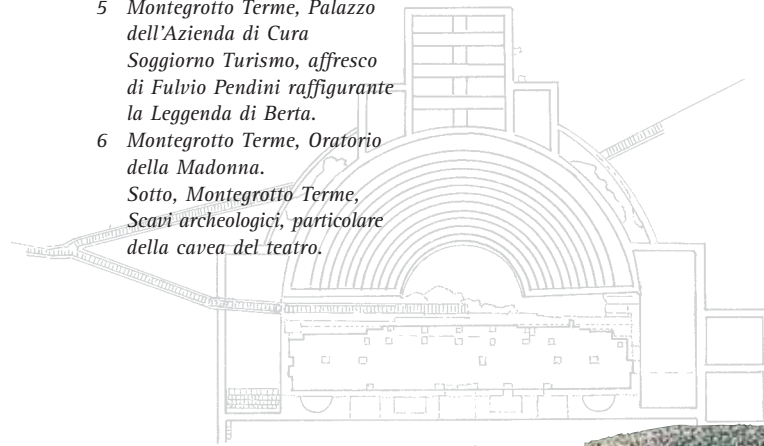 5 Montegrotto Terme, Palazzo
dell'Azienda di Cura
Soggiorno Turismo, affresco
di Fulvio Pendini raffigurante
la Leggenda di Berta.
6 Montegrotto Terme, Oratorio
della Madonna.
Sotto, Montegrotto Terme,
Scavi archeologici, particolare
della cavea del teatro.